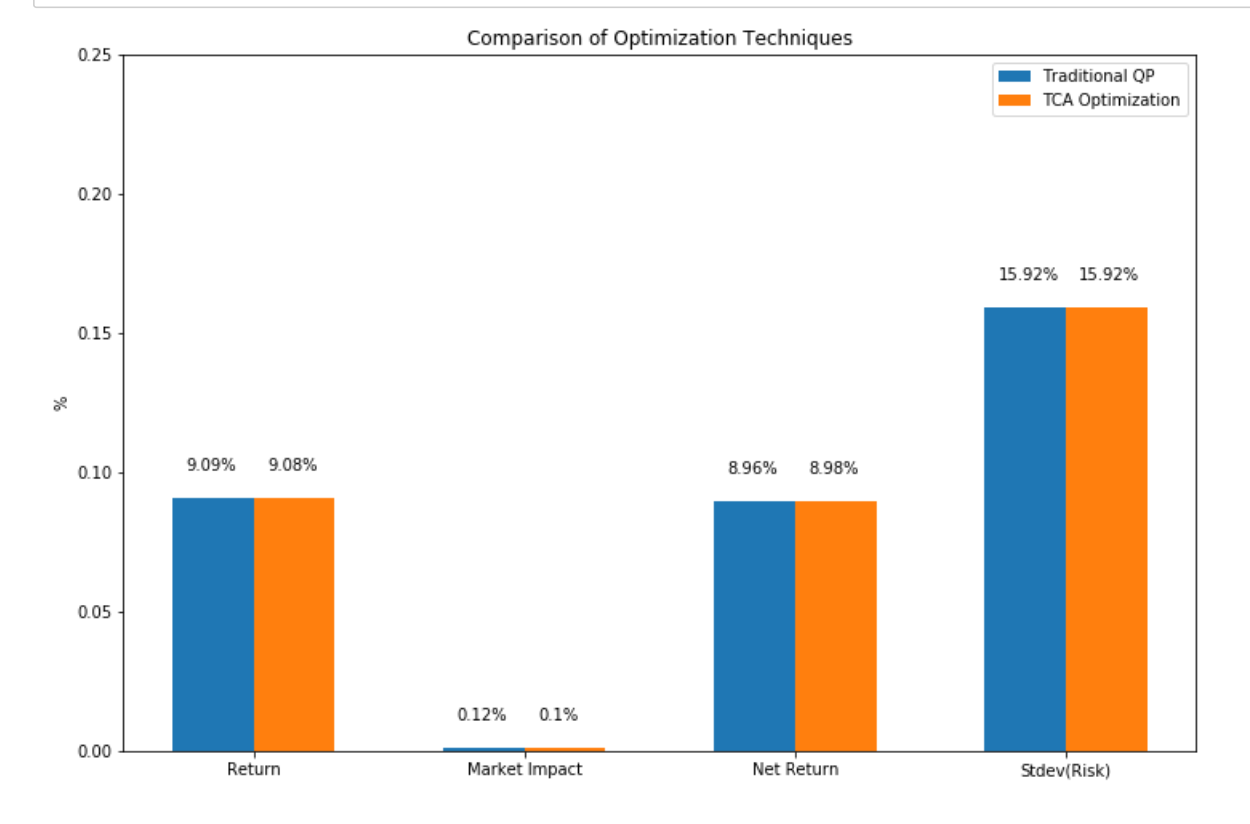 Comparison of Optimization Techniques
Traditional QP
TCA Optimization
0.25
0.20
0.15
0.10
0.05
0.00
%
9.09% 9.08%
0.12% 0.1%
8.96% 8.98%
15.92% 15.92%
Return Market Impact Net Return Stdev(Risk)